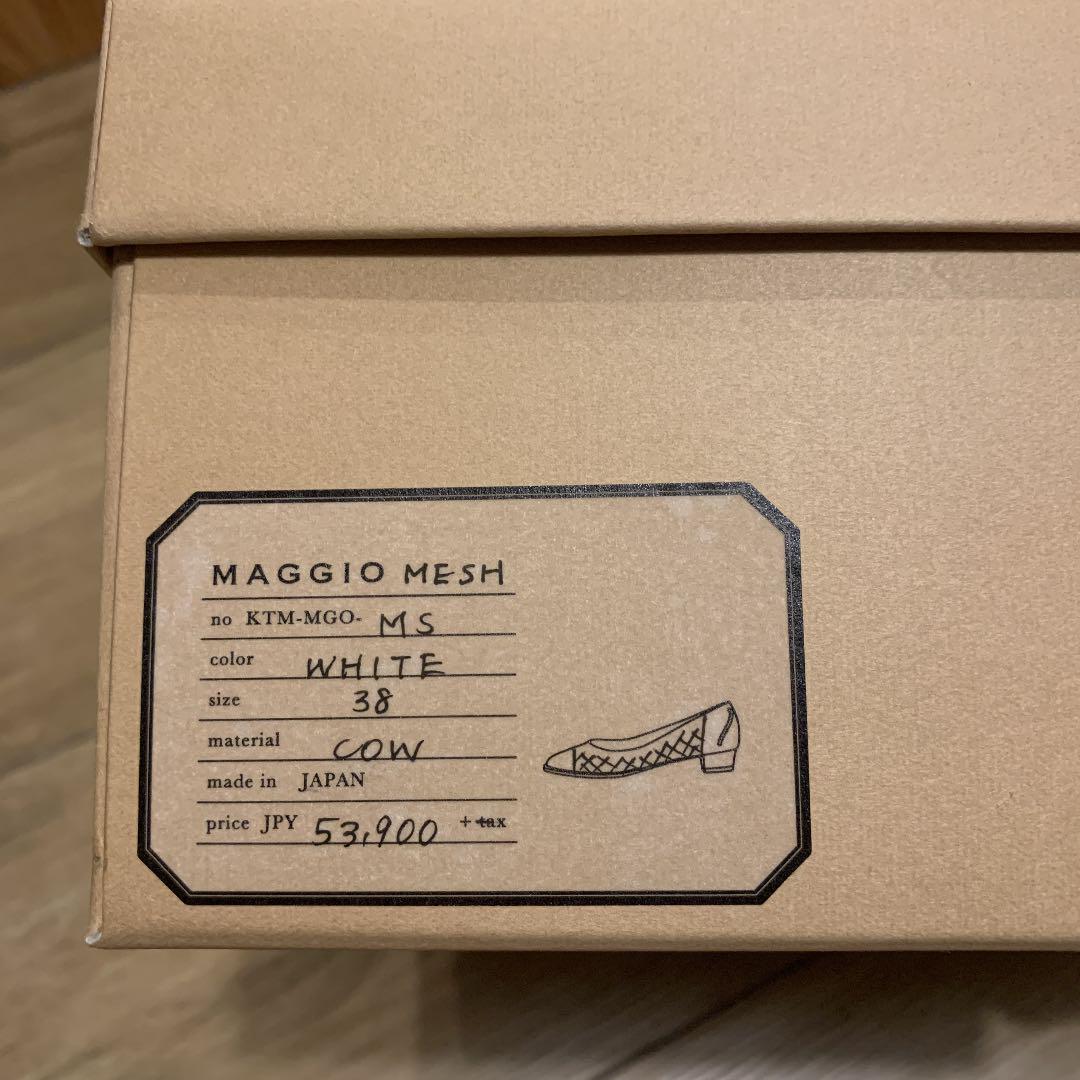 MAGGIO MESH
no KTM-MGO- MS
color WHITE
size 38
material COW
made in JAPAN
price JPY 53,900 + tax